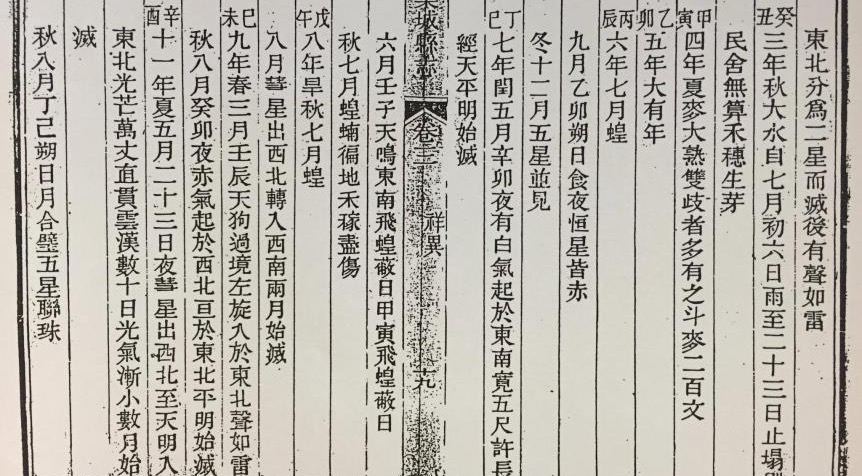 東北分爲二星而滅後有聲如雷
癸丑三年秋大水自七月初六日雨至二十三日止塌
民舍無算禾穗生芽
甲寅四年夏麥大熟雙歧者多有之斗麥二百文
乙卯五年大有年
丙辰六年七月蝗
九月乙卯朔日食夜恒星皆赤
冬十二月五星並見
丁巳七年閏五月辛卯夜有白氣起於東南寬五尺許長
經天平明始滅
城縣志 卷三 祥異 十九
六月壬子天鳴東南飛蝗蔽日甲寅飛蝗蔽日
秋七月蝗蝻徧地禾稼盡傷
戊午八年旱秋七月蝗
八月彗星出西北轉入西南兩月始滅
巳未九年春三月壬辰天狗過境左旋入於東北聲如雷
秋八月癸卯夜赤氣起於西北亘於東北平明始滅
辛酉十一年夏五月二十三日夜彗星出西北至天明入
東北光芒萬丈直貫雲漢數十日光氣漸小數月始
滅
秋八月丁己朔日月合璧五星聯珠